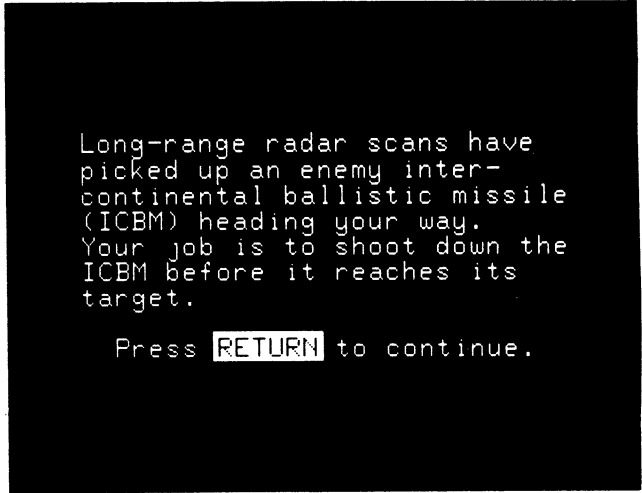 Long-range radar scans have
picked up an enemy inter-
continental ballistic missile
(ICBM) heading your way.
Your job is to shoot down the
ICBM before it reaches its
target.
Press RETURN to continue.